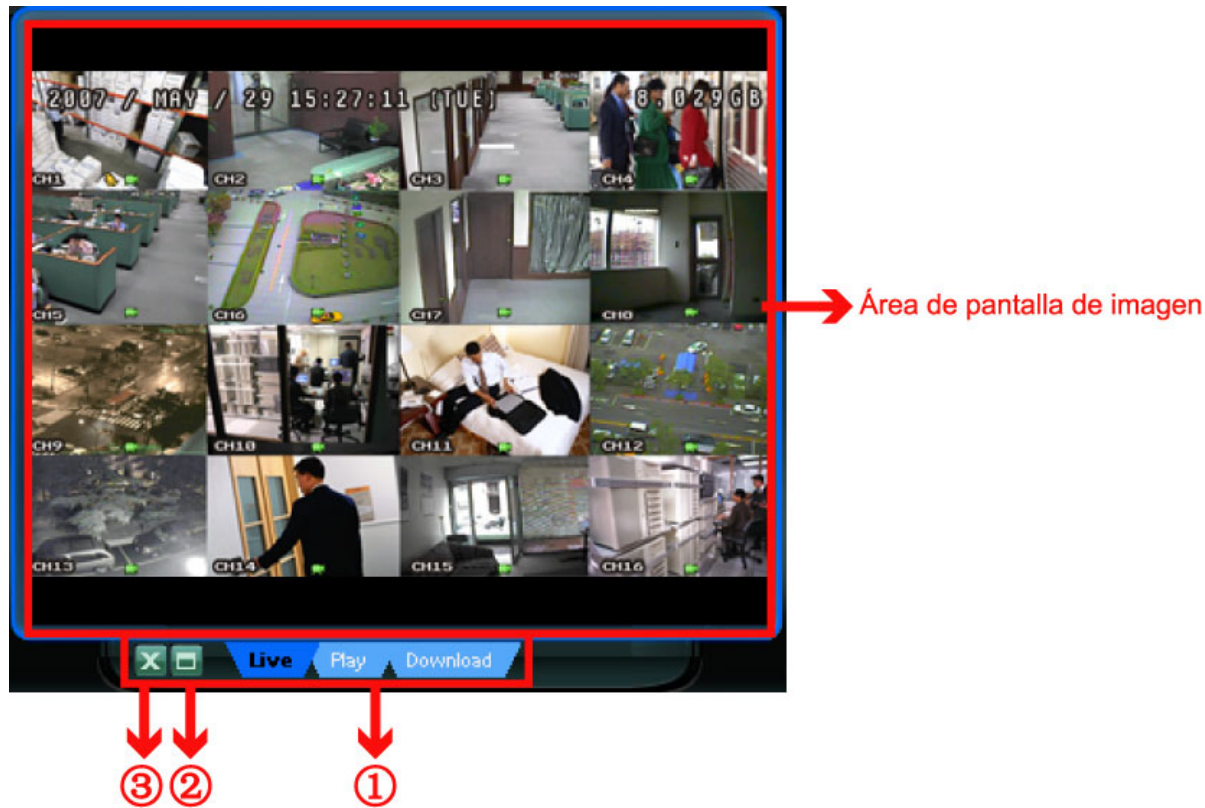 2007 / MAY / 29 15:27:11 [TUE] 8.029GB
CH1 CH2 CH3 CH4
CH5 CH6 CH7 CH8
Área de pantalla de imagen
CH9 CH10 CH11 CH12
CH13 CH14 CH15 CH16
X Live Play Download
③ ② ①